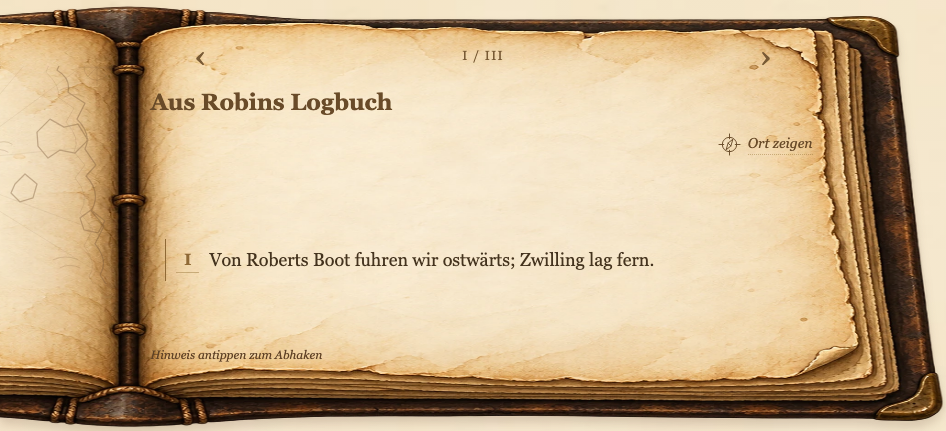 ‹ I / III ›
Aus Robins Logbuch
Ort zeigen
I Von Roberts Boot fuhren wir ostwärts; Zwilling lag fern.
Hinweis antippen zum Abhaken